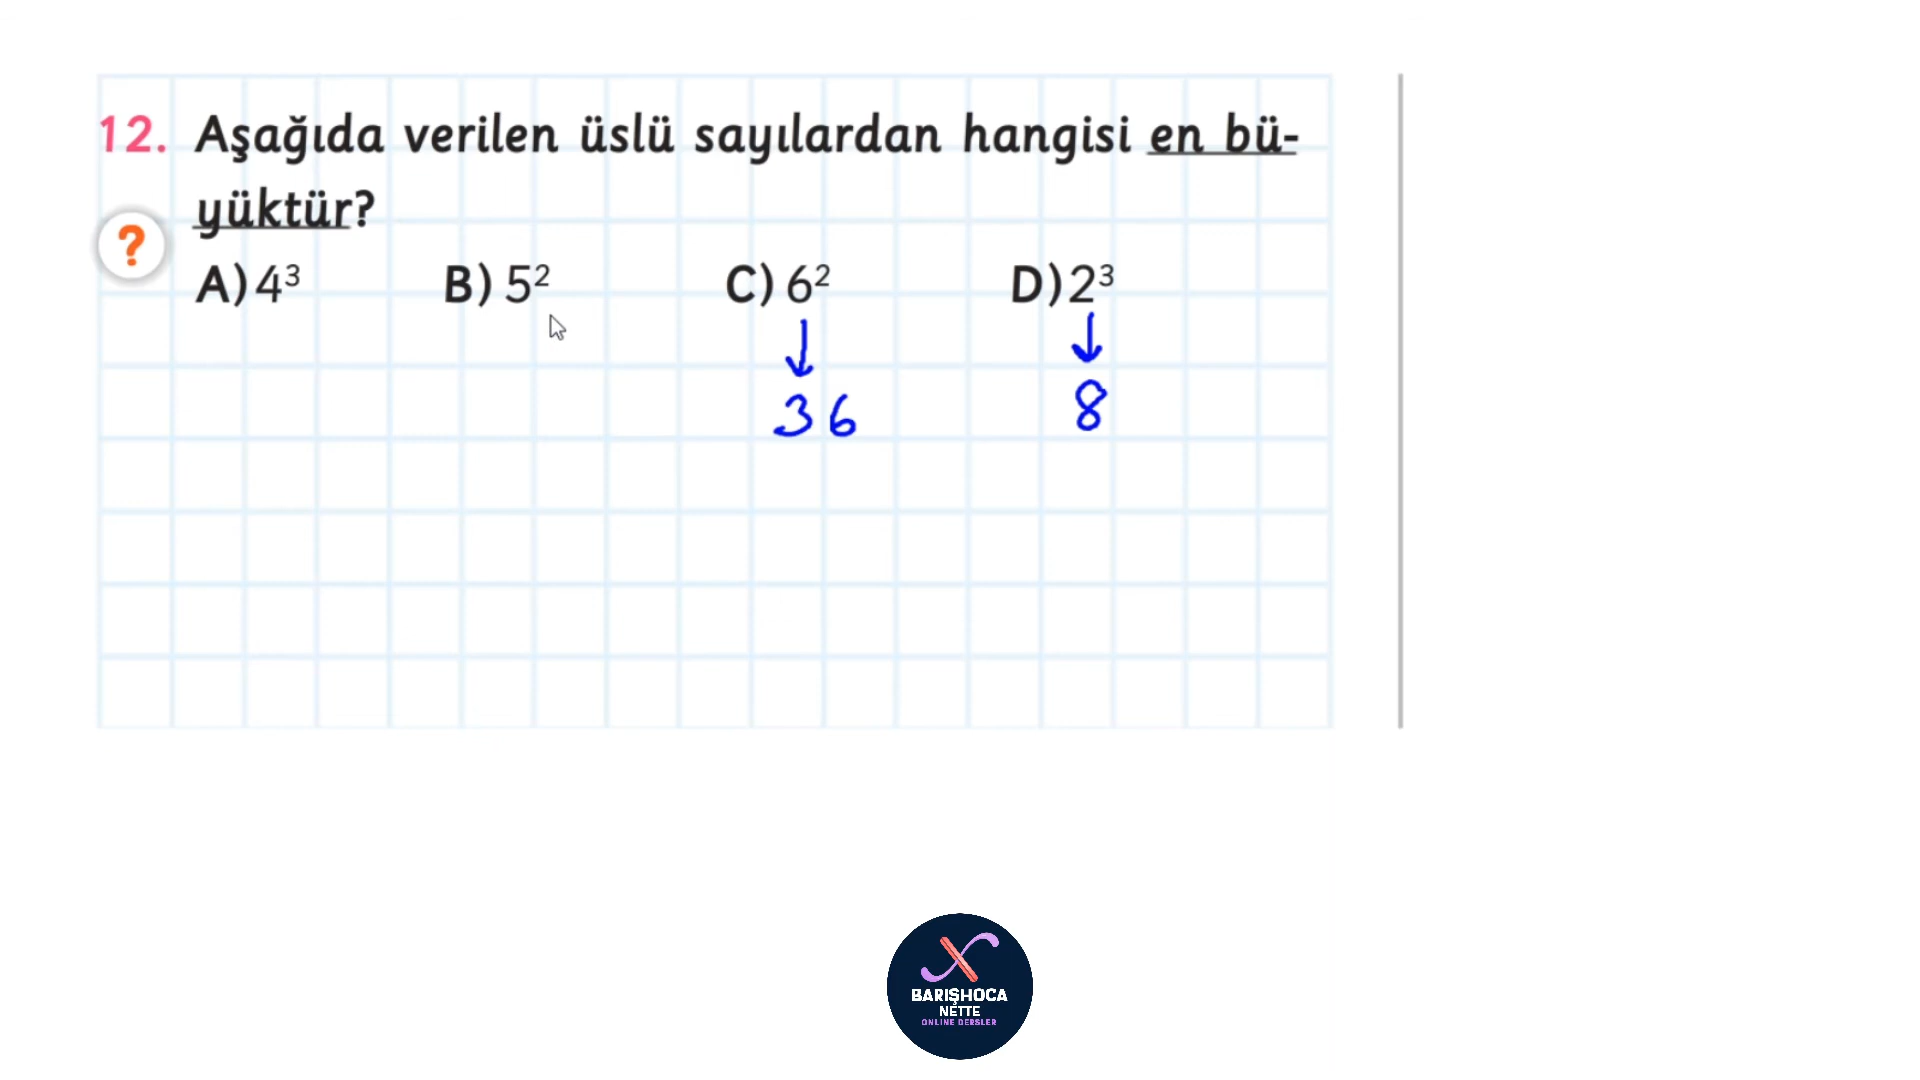 12. Aşağıda verilen üslü sayılardan hangisi en bü-
yüktür?
?
A) 4³ B) 5² C) 6² D) 2³
36 8
BARIŞHOCA
NETTE
ONLINE DERSLER